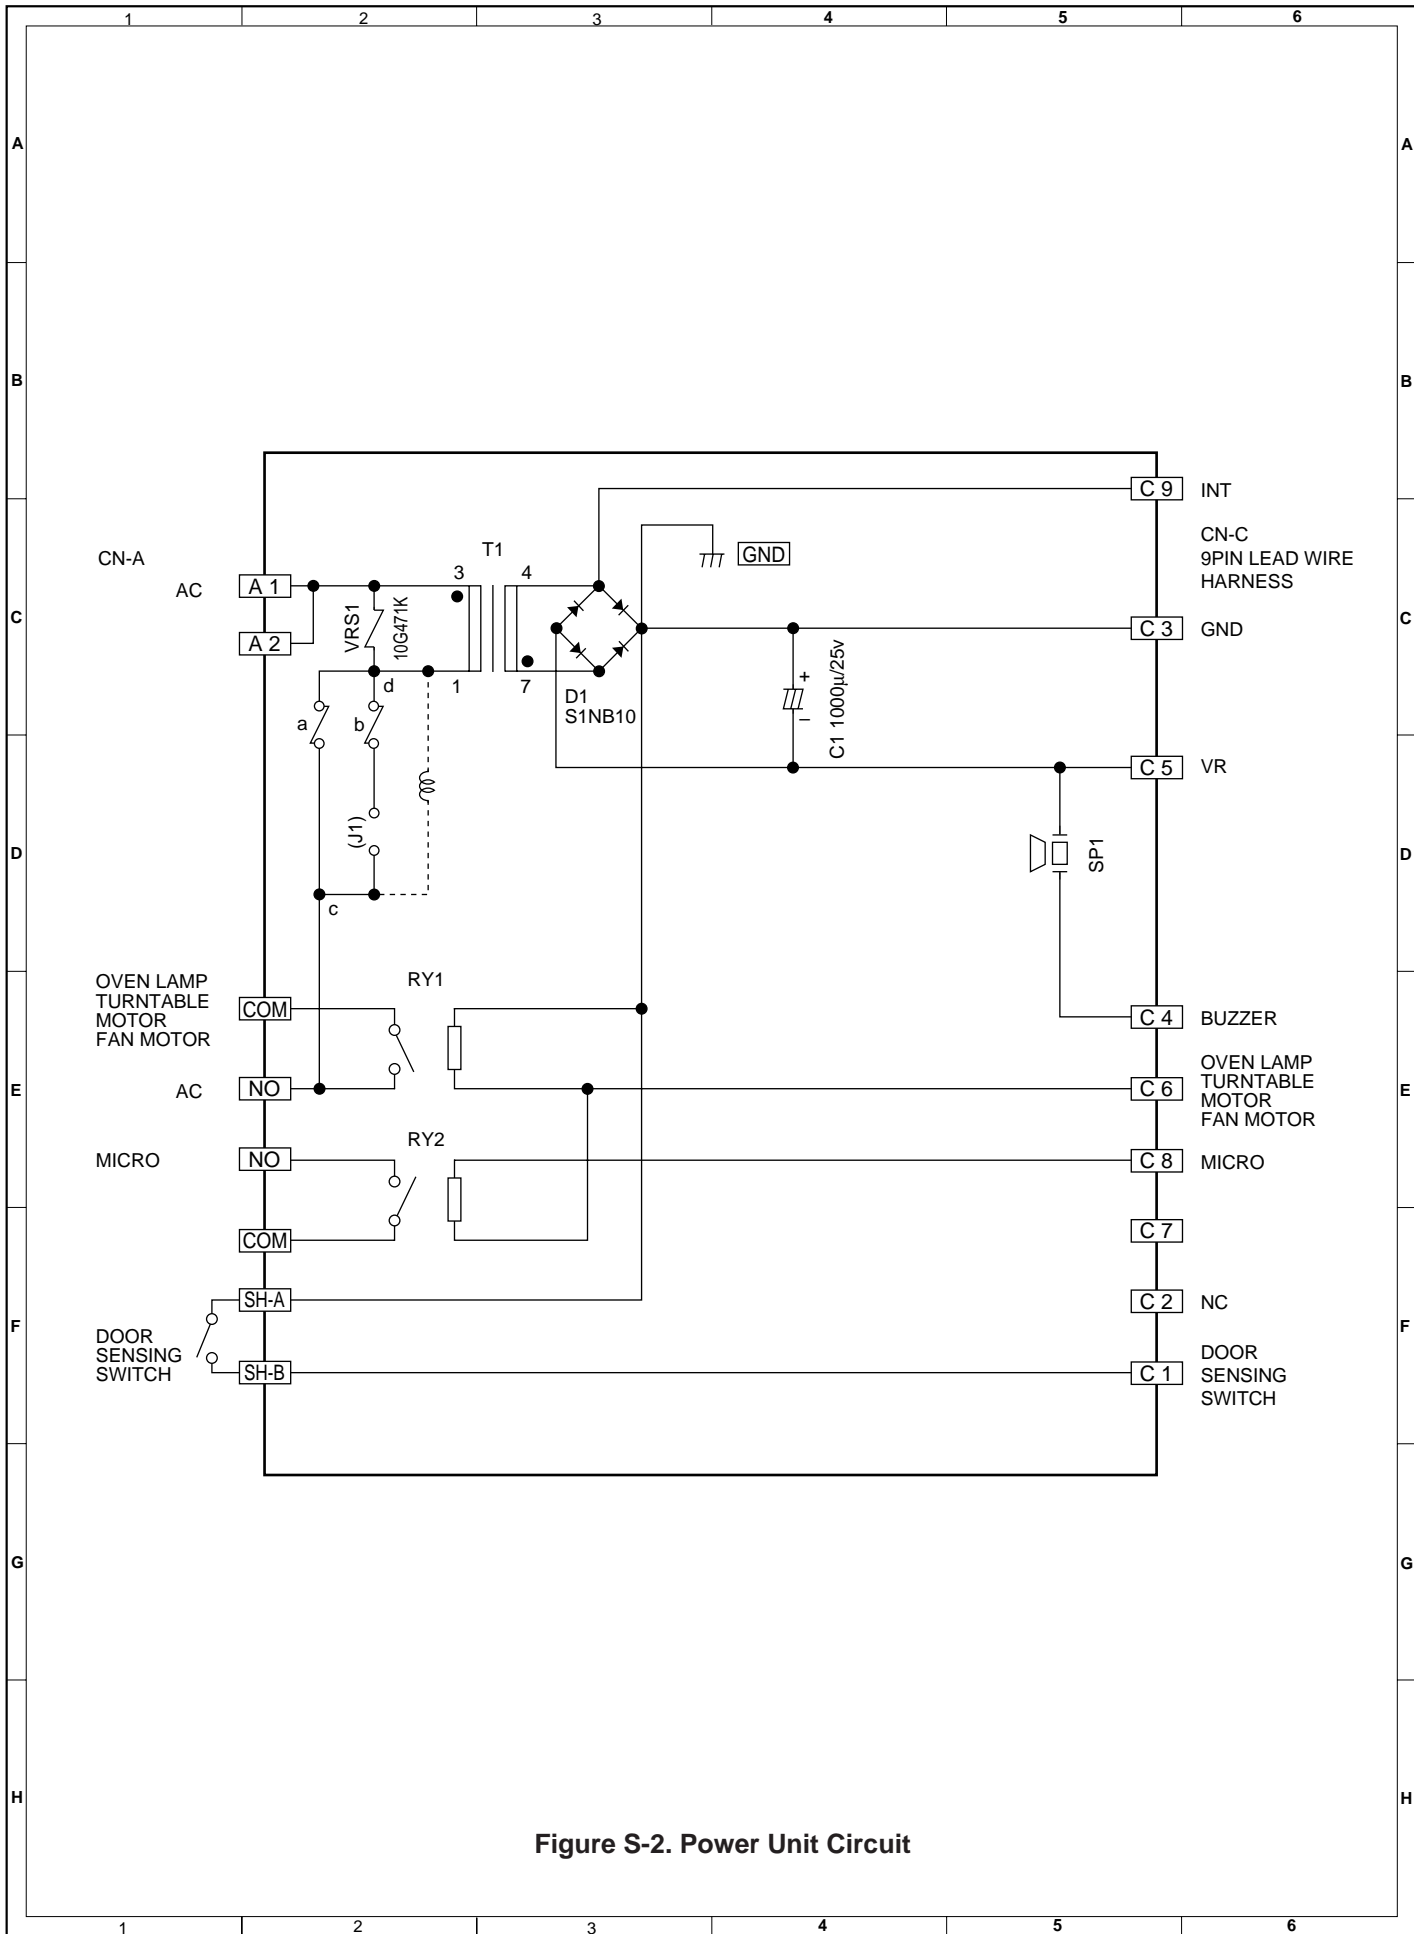 1 2 3 4 5 6
A A
B B
INT
C 9
CN-C
9PIN LEAD WIRE
HARNESS
CN-A
T1
GND
AC
A 1
3 4
A 2
VRS1
10G471K
C 3
GND
C C
d
1 7
D1
S1NB10
a b
+
–
C1 1000µ/25v
C 5
VR
(J1)
SP1
D D
c
OVEN LAMP
TURNTABLE
MOTOR
FAN MOTOR
COM
RY1
C 4
BUZZER
AC
NO
C 6
OVEN LAMP
TURNTABLE
MOTOR
FAN MOTOR
E E
RY2
MICRO
NO
C 8
MICRO
COM
C 7
SH-A
C 2
NC
DOOR
SENSING
SWITCH
F F
SH-B
C 1
DOOR
SENSING
SWITCH
G G
H H
Figure S-2. Power Unit Circuit
1 2 3 4 5 6